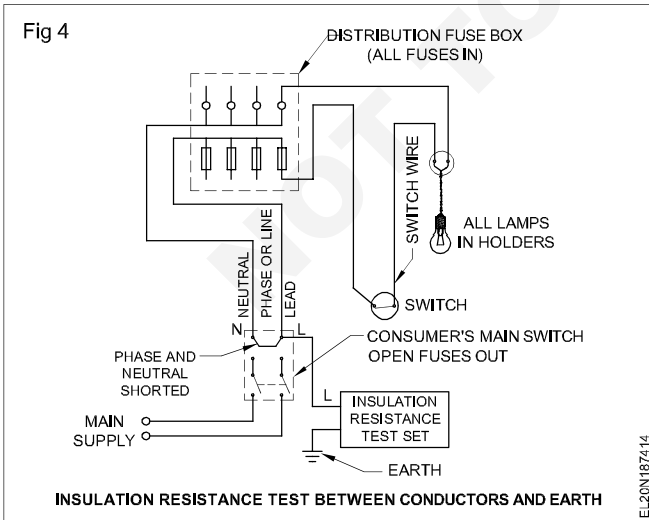 Fig 4
DISTRIBUTION FUSE BOX
(ALL FUSES IN)
SWITCH WIRE
ALL LAMPS
IN HOLDERS
NEUTRAL
PHASE OR LINE
LEAD
SWITCH
N
L
CONSUMER'S MAIN SWITCH
OPEN FUSES OUT
PHASE AND
NEUTRAL
SHORTED
L
INSULATION
RESISTANCE
TEST SET
MAIN
SUPPLY
EARTH
INSULATION RESISTANCE TEST BETWEEN CONDUCTORS AND EARTH
EL20N187414
NOT TO